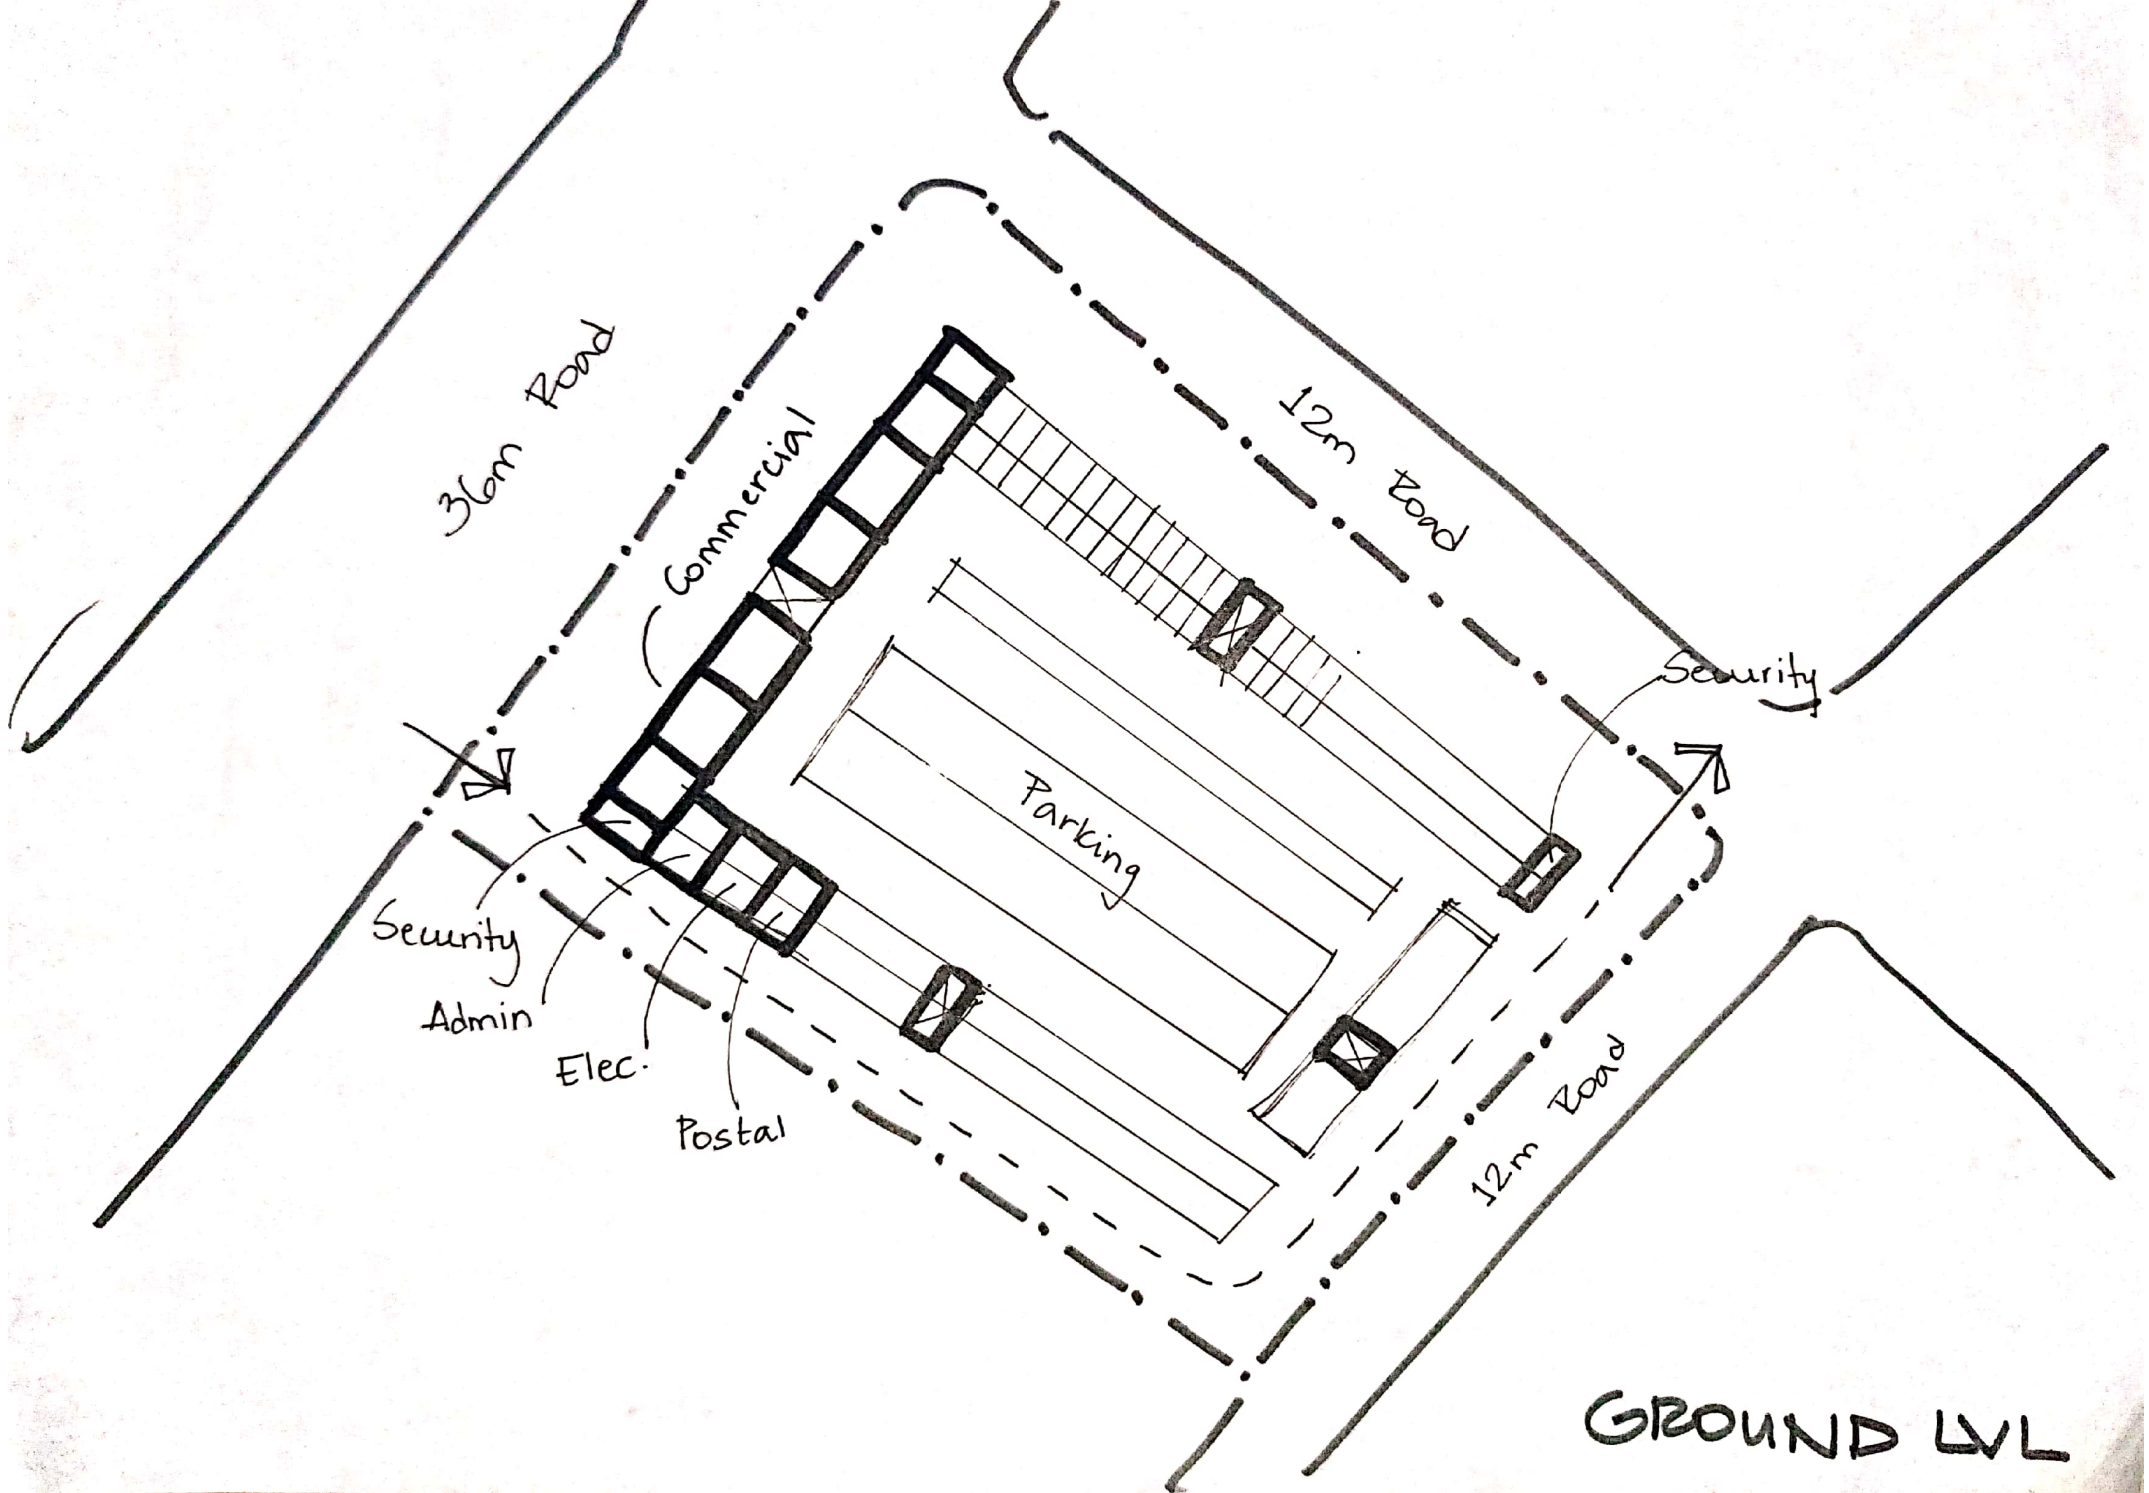 36m Road
Commercial
12m Road
Security
Parking
Security
Admin
Elec.
Postal
12m Road
GROUND LVL